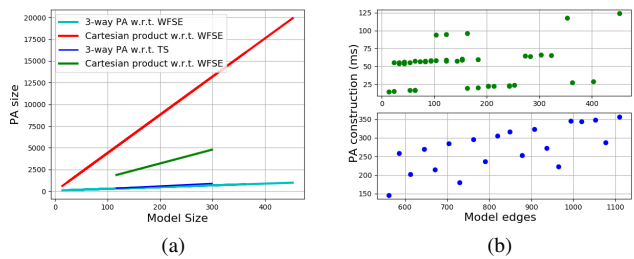 20000
17500
15000
12500
10000
7500
5000
2500
0
PA size
3-way PA w.r.t. WFSE
Cartesian product w.r.t. WFSE
3-way PA w.r.t. TS
Cartesian product w.r.t. WFSE
0 100 200 300 400
Model Size
(a)
125
100
75
50
25
0 100 200 300 400
PA construction (ms)
350
300
250
200
150
600 700 800 900 1000 1100
Model edges
(b)